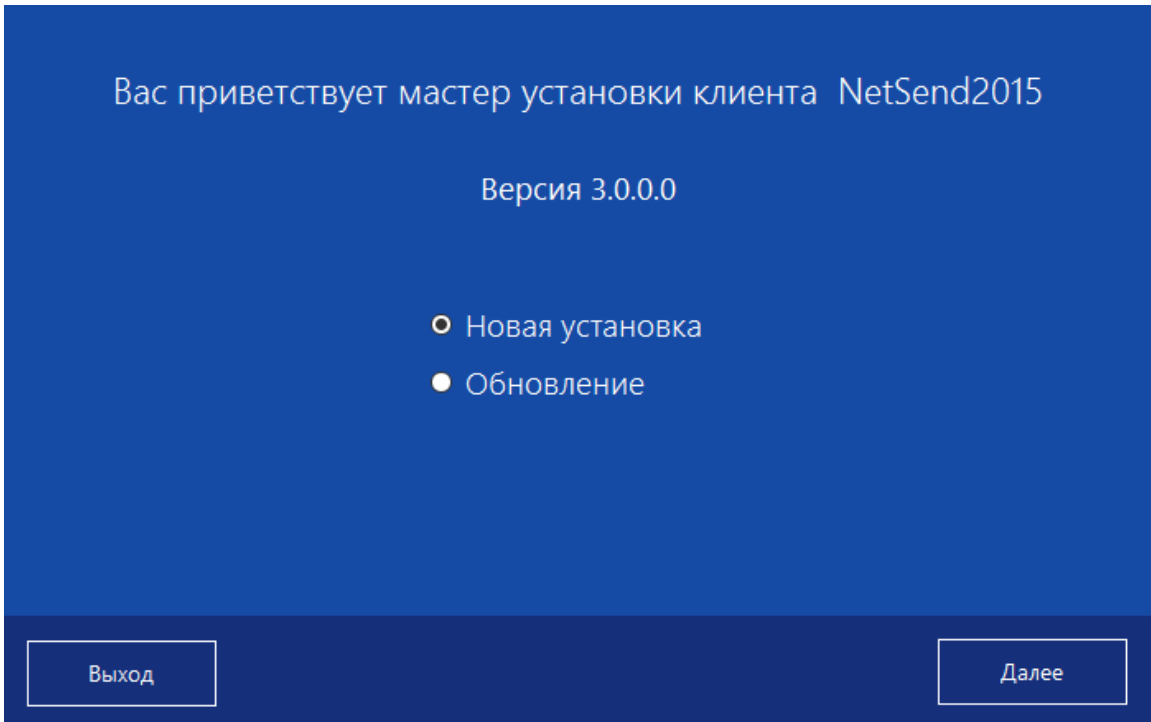 Вас приветствует мастер установки клиента  NetSend2015
Версия 3.0.0.0
Новая установка
Обновление
Выход
Далее